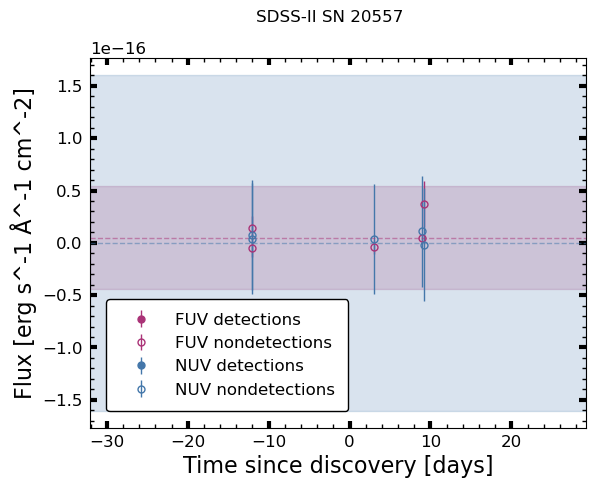 SDSS-II SN 20557
1e−16
1.5
1.0
0.5
0.0
−0.5
−1.0
−1.5
Flux [erg s^-1 Å^-1 cm^-2]
FUV detections
FUV nondetections
NUV detections
NUV nondetections
−30 −20 −10 0 10 20
Time since discovery [days]